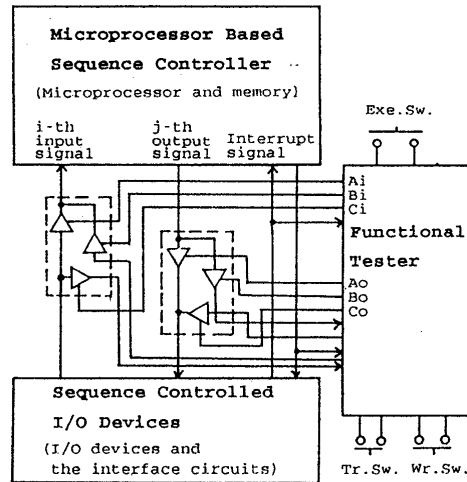 Microprocessor Based
Sequence Controller
(Microprocessor and memory)
i-th input signal
j-th output signal
Interrupt signal
Exe.Sw.
Ai
Bi
Ci
Functional
Tester
Ao
Bo
Co
Sequence Controlled
I/O Devices
(I/O devices and
the interface circuits)
Tr.Sw. Wr.Sw.